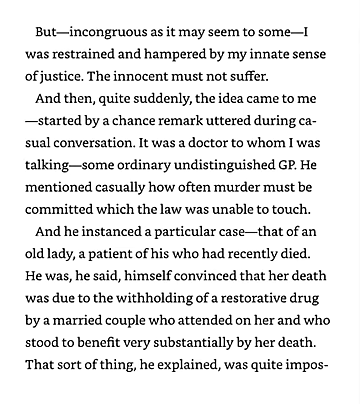 But—incongruous as it may seem to some—I
was restrained and hampered by my innate sense
of justice. The innocent must not suffer.
And then, quite suddenly, the idea came to me
—started by a chance remark uttered during ca-
sual conversation. It was a doctor to whom I was
talking—some ordinary undistinguished GP. He
mentioned casually how often murder must be
committed which the law was unable to touch.
And he instanced a particular case—that of an
old lady, a patient of his who had recently died.
He was, he said, himself convinced that her death
was due to the withholding of a restorative drug
by a married couple who attended on her and who
stood to benefit very substantially by her death.
That sort of thing, he explained, was quite impos-